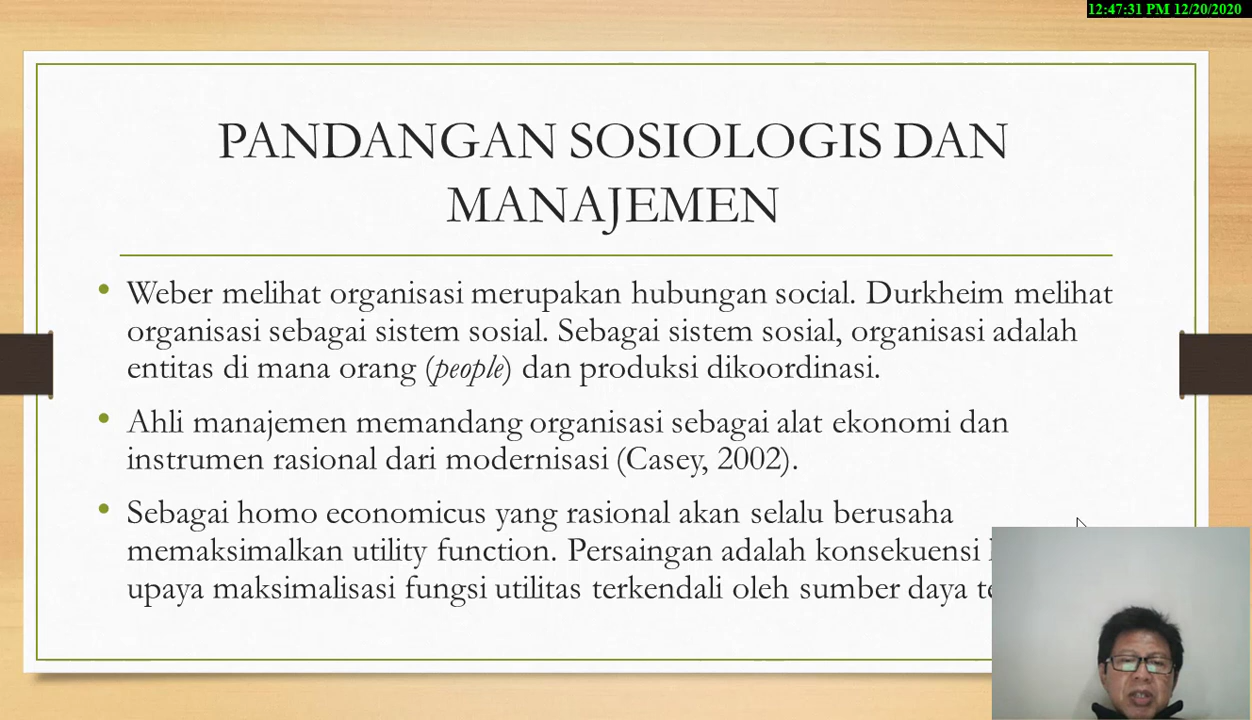 12:47:31 PM 12/20/2020
PANDANGAN SOSIOLOGIS DAN
MANAJEMEN
• Weber melihat organisasi merupakan hubungan social. Durkheim melihat
organisasi sebagai sistem sosial. Sebagai sistem sosial, organisasi adalah
entitas di mana orang (people) dan produksi dikoordinasi.
• Ahli manajemen memandang organisasi sebagai alat ekonomi dan
instrumen rasional dari modernisasi (Casey, 2002).
• Sebagai homo economicus yang rasional akan selalu berusaha
memaksimalkan utility function. Persaingan adalah konsekuensi
upaya maksimalisasi fungsi utilitas terkendali oleh sumber daya